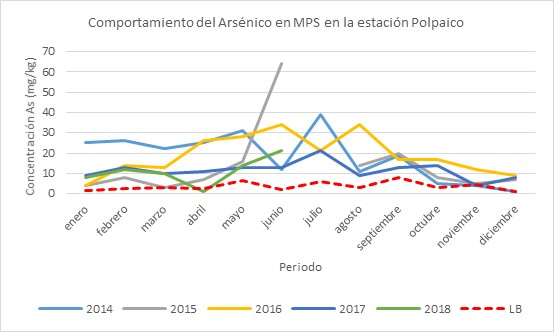 Comportamiento del Arsénico en MPS en la estación Polpaico
Concentración As (mg/kg)
70
60
50
40
30
20
10
0
enero
febrero
marzo
abril
mayo
junio
julio
agosto
septiembre
octubre
noviembre
diciembre
Periodo
2014 2015 2016 2017 2018 LB